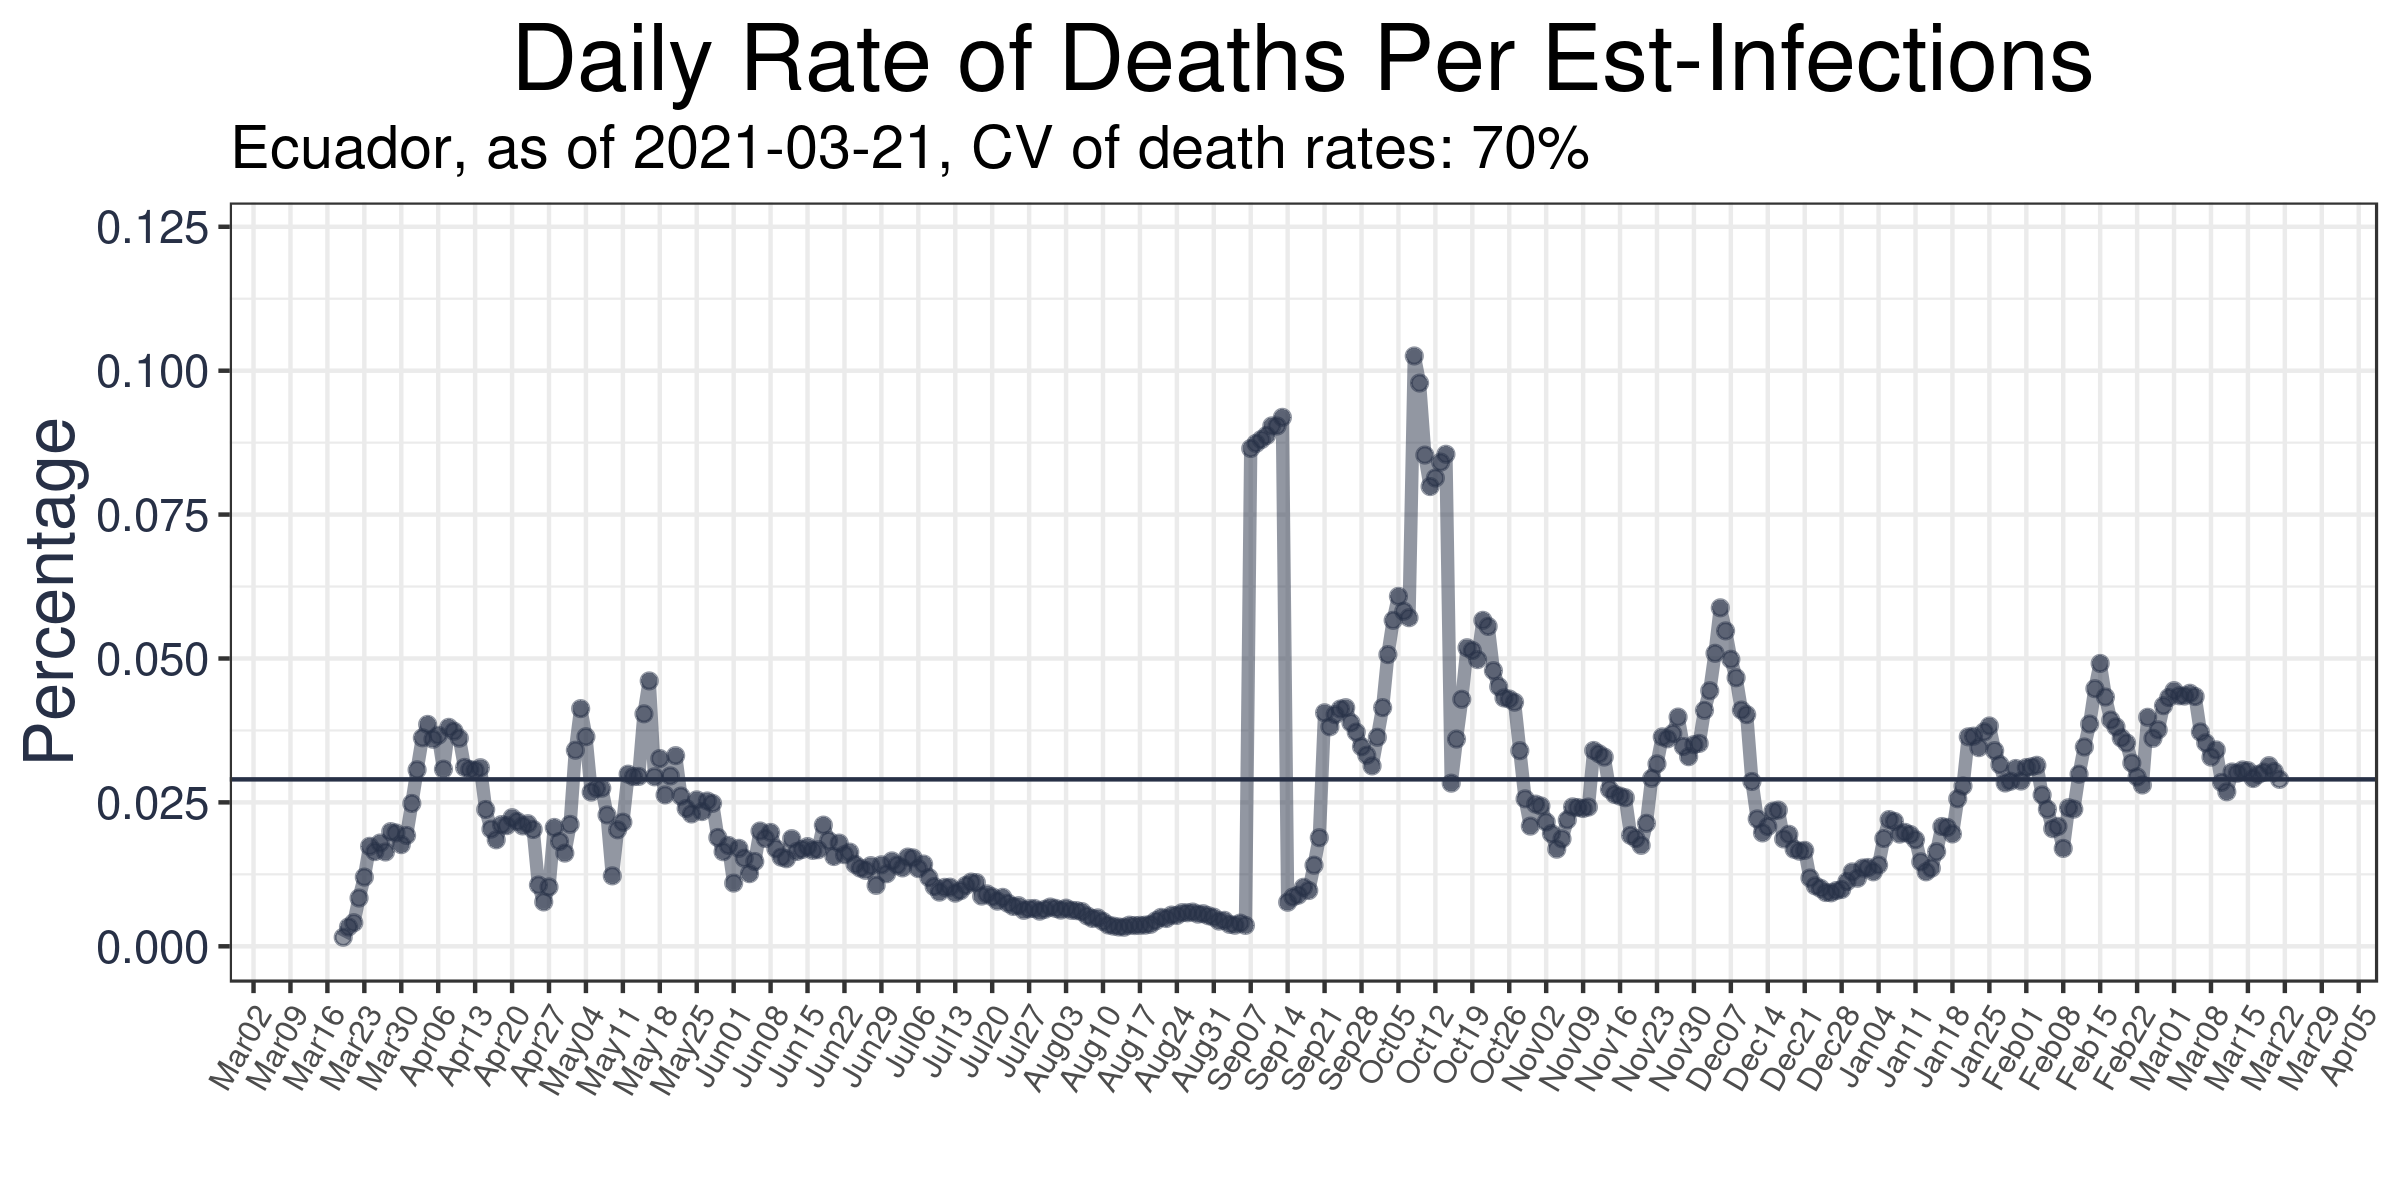 Daily Rate of Deaths Per Est-Infections
Ecuador, as of 2021-03-21, CV of death rates: 70%
Percentage
0.125
0.100
0.075
0.050
0.025
0.000
Mar02
Mar09
Mar16
Mar23
Mar30
Apr06
Apr13
Apr20
Apr27
May04
May11
May18
May25
Jun01
Jun08
Jun15
Jun22
Jun29
Jul06
Jul13
Jul20
Jul27
Aug03
Aug10
Aug17
Aug24
Aug31
Sep07
Sep14
Sep21
Sep28
Oct05
Oct12
Oct19
Oct26
Nov02
Nov09
Nov16
Nov23
Nov30
Dec07
Dec14
Dec21
Dec28
Dec04
Jan11
Jan18
Jan25
Feb01
Feb08
Feb15
Feb22
Mar01
Mar08
Mar15
Mar22
Mar29
Apr05